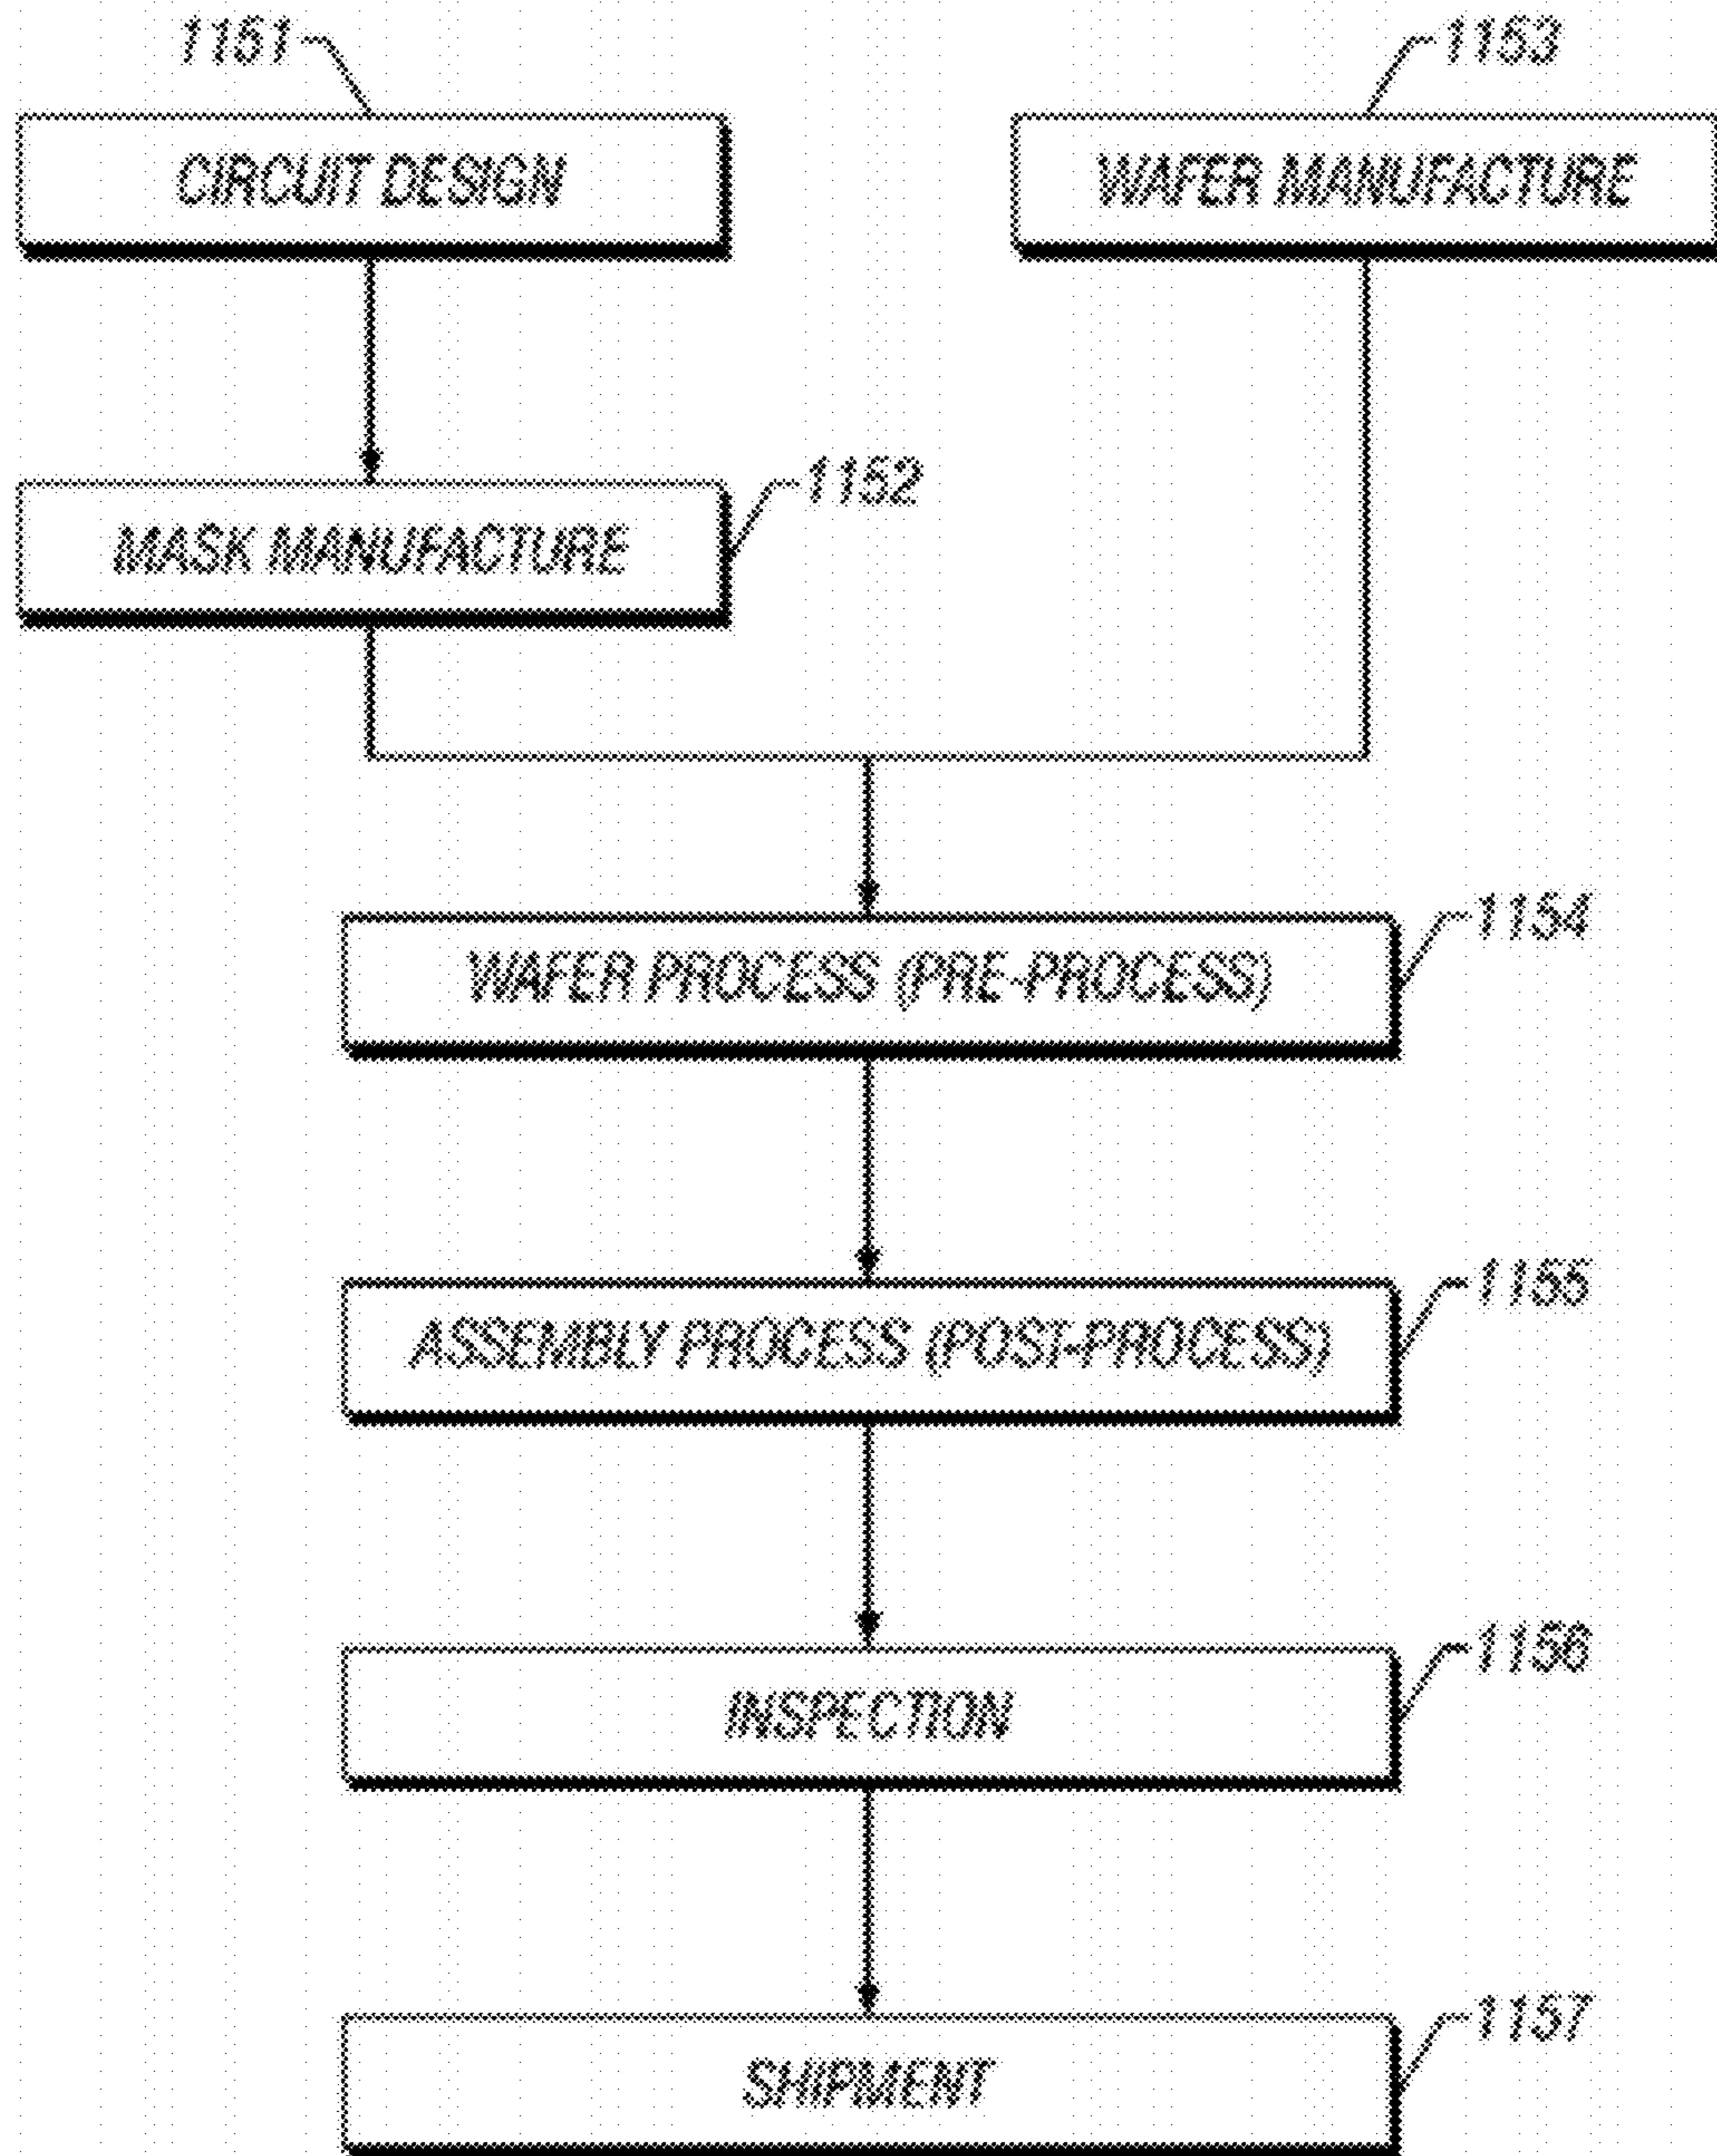 1151
1153
CIRCUIT DESIGN
WAFER MANUFACTURE
1152
MASK MANUFACTURE
1154
WAFER PROCESS (PRE-PROCESS)
1155
ASSEMBLY PROCESS (POST-PROCESS)
1156
INSPECTION
1157
SHIPMENT